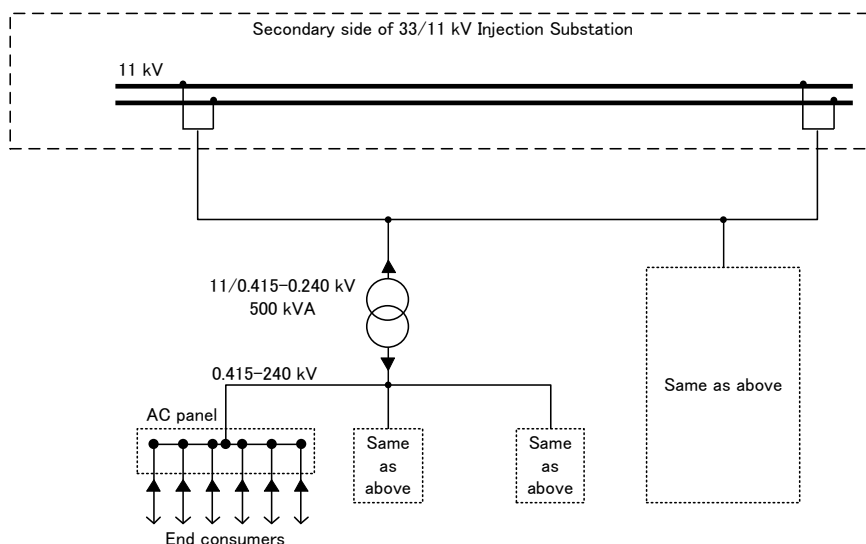 Secondary side of 33/11 kV Injection Substation
11 kV
11/0.415-0.240 kV
500 kVA
0.415-240 kV
AC panel
Same
as
above
Same
as
above
Same as above
End consumers